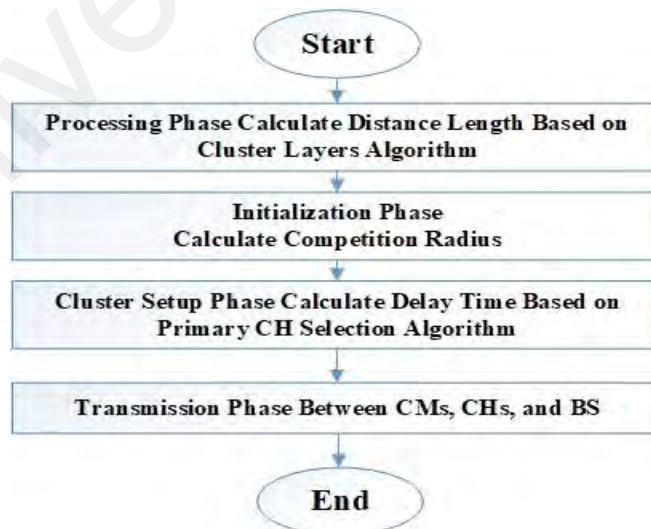 Start
Processing Phase Calculate Distance Length Based on
Cluster Layers Algorithm
Initialization Phase
Calculate Competition Radius
Cluster Setup Phase Calculate Delay Time Based on
Primary CH Selection Algorithm
Transmission Phase Between CMs, CHs, and BS
End